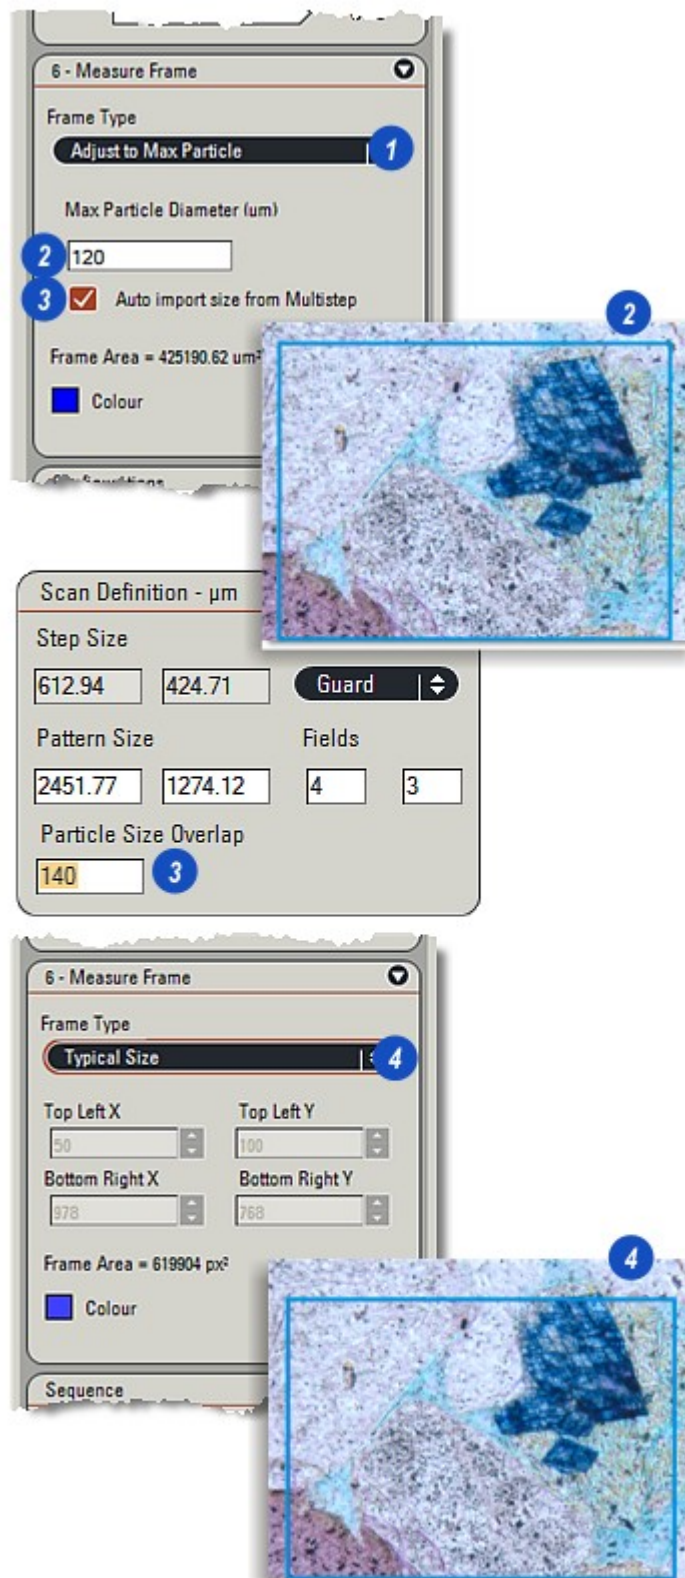 6 - Measure Frame
Frame Type
Adjust to Max Particle
1
Max Particle Diameter (um)
2
120
3
Auto import size from Multistep
2
Frame Area = 425190.62 um²
Colour
Scan Definition - µm
Step Size
612.94 424.71 Guard
Pattern Size Fields
2451.77 1274.12 4 3
Particle Size Overlap
140 3
6 - Measure Frame
Frame Type
Typical Size
4
Top Left X Top Left Y
50 100
Bottom Right X Bottom Right Y
978 768
Frame Area = 619904 px²
4
Colour
Sequence